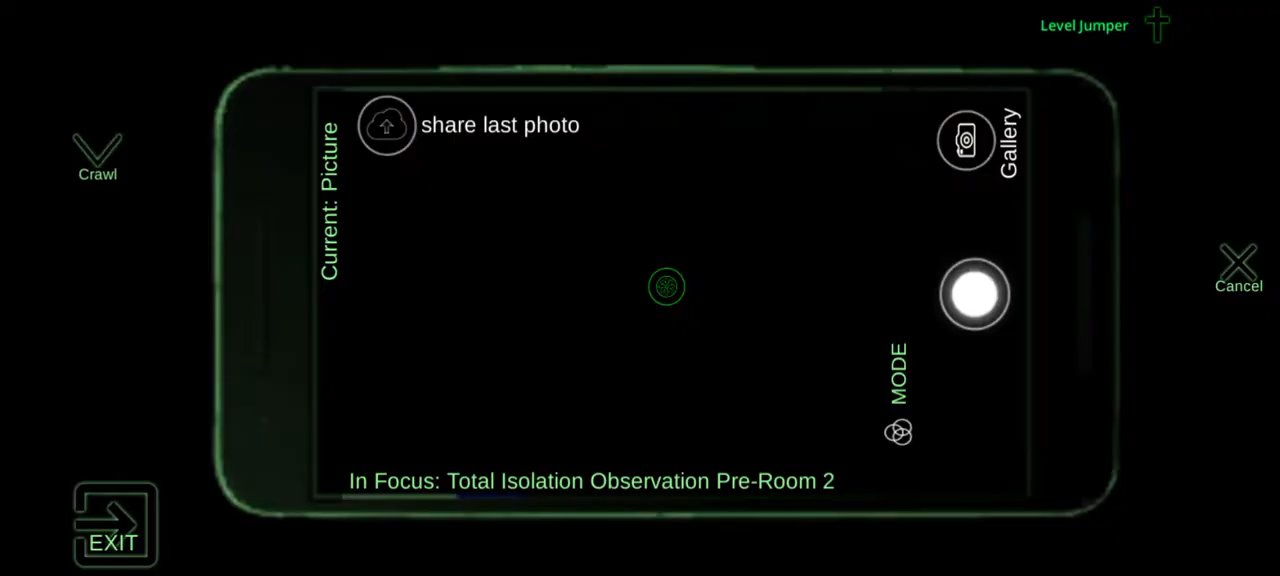 Level Jumper
share last photo
Gallery
Current: Picture
Crawl
Cancel
MODE
In Focus: Total Isolation Observation Pre-Room 2
EXIT